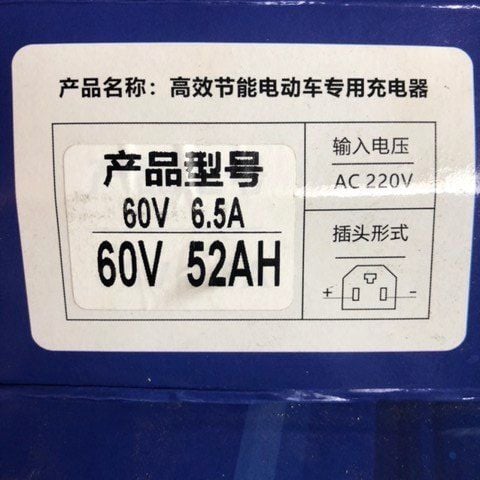 产品名称：高效节能电动车专用充电器
产品型号
60V 6.5A
60V 52AH
输入电压
AC 220V
插头形式
+ -